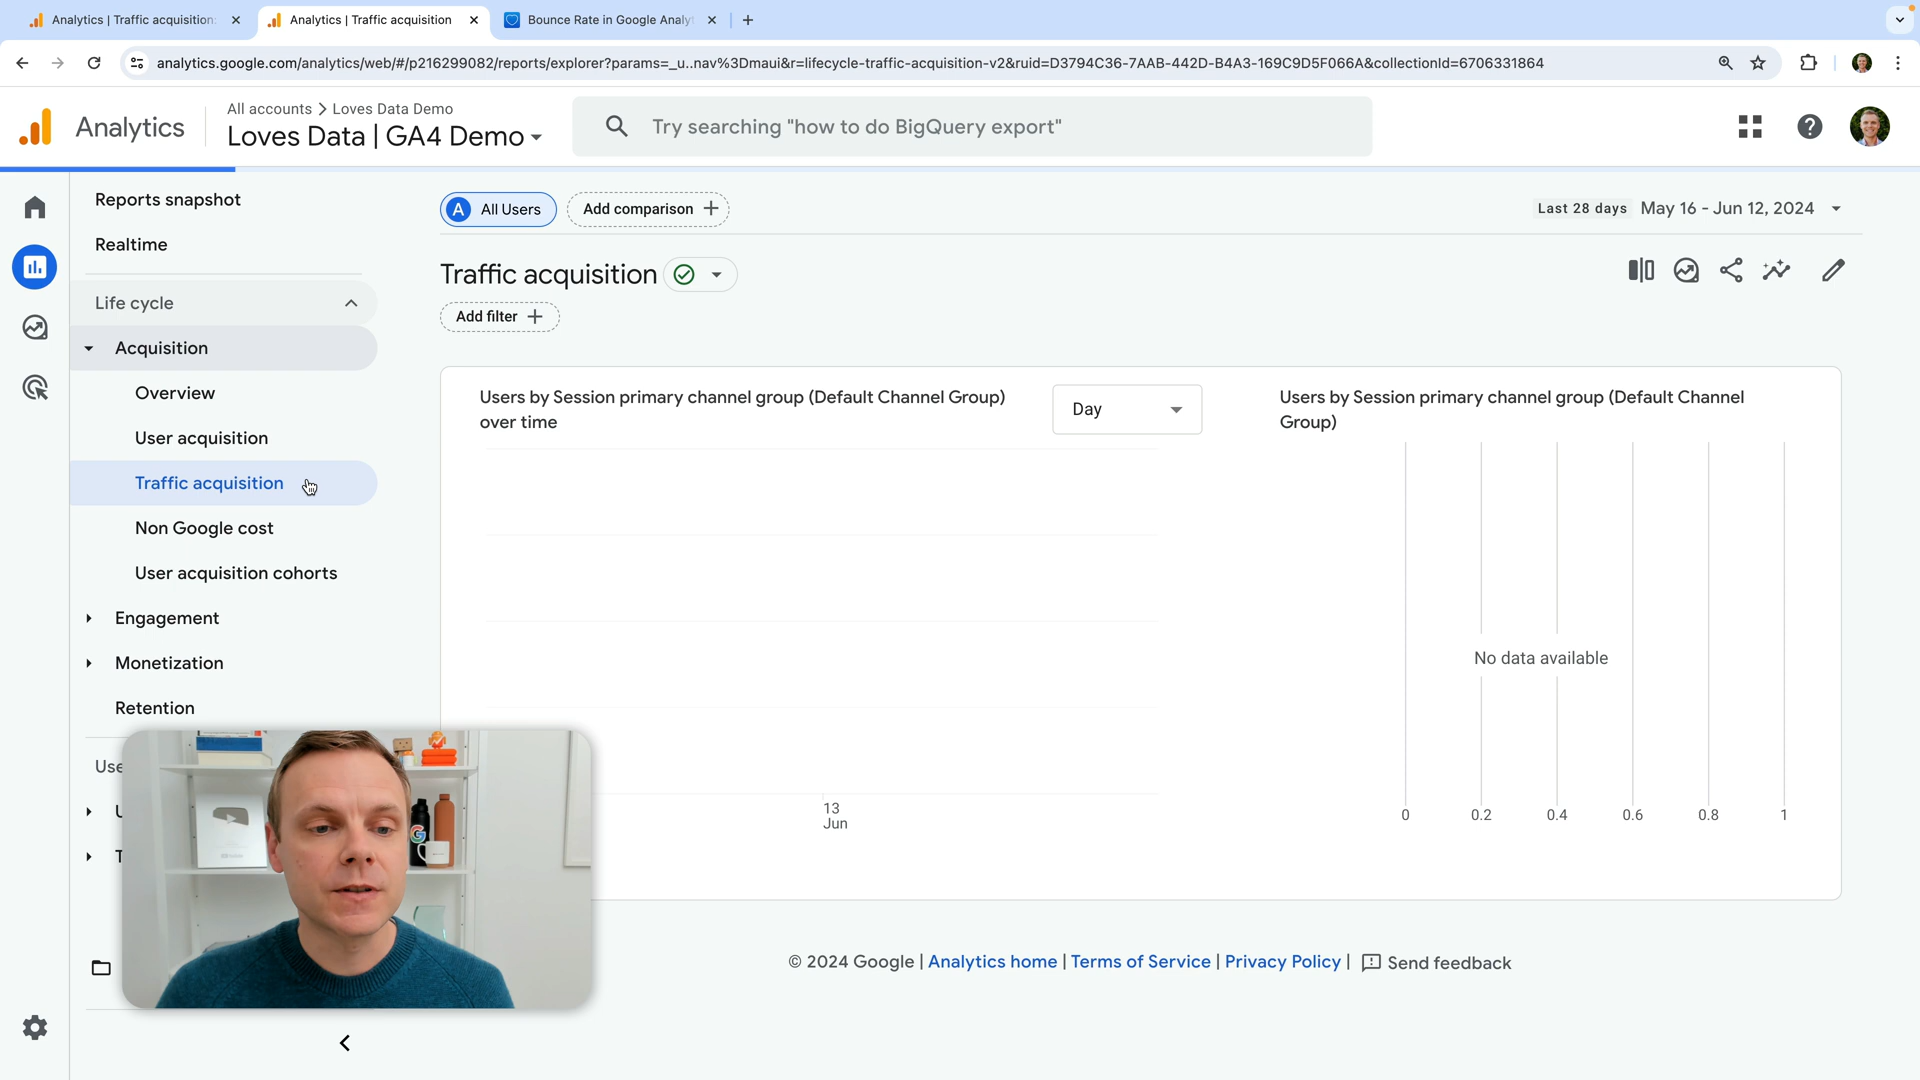 Analytics | Traffic acquisition:
Analytics | Traffic acquisition
Bounce Rate in Google Analyt
analytics.google.com/analytics/web/#/p216299082/reports/explorer?params=_u..nav%3Dmaui&r=lifecycle-traffic-acquisition-v2&ruid=D3794C36-7AAB-442D-B4A3-169C9D5F066A&collectionId=6706331864
Analytics
All accounts > Loves Data Demo
Loves Data | GA4 Demo
Try searching "how to do BigQuery export"
Reports snapshot
Realtime
Life cycle
Acquisition
Overview
User acquisition
Traffic acquisition
Non Google cost
User acquisition cohorts
Engagement
Monetization
Retention
Use
U
T
A All Users
Add comparison +
Last 28 days May 16 - Jun 12, 2024
Traffic acquisition
Add filter +
Users by Session primary channel group (Default Channel Group)
over time
Day
13
Jun
Users by Session primary channel group (Default Channel
Group)
No data available
0 0.2 0.4 0.6 0.8 1
© 2024 Google | Analytics home | Terms of Service | Privacy Policy | Send feedback